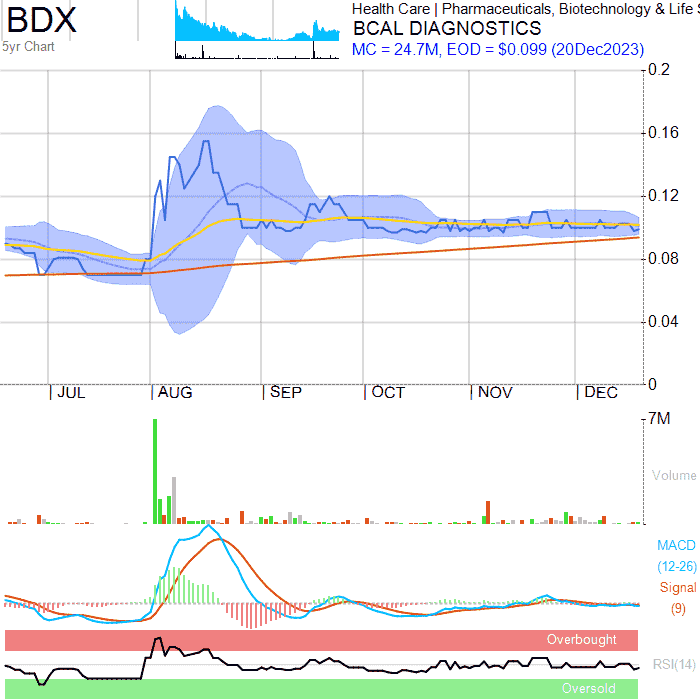 BDX
5yr Chart
Health Care | Pharmaceuticals, Biotechnology & Life
BCAL DIAGNOSTICS
MC = 24.7M, EOD = $0.099 (20Dec2023)
0.2
0.16
0.12
0.08
0.04
0
JUL AUG SEP OCT NOV DEC
7M
Volume
MACD
(12-26)
Signal
(9)
Overbought
RSI(14)
Oversold